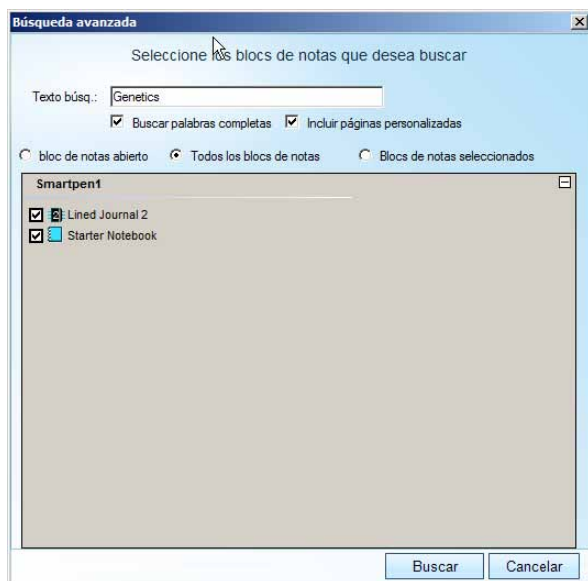 Búsqueda avanzada
Seleccione los blocs de notas que desea buscar
Texto búsq.: Genetics
Buscar palabras completas Incluir páginas personalizadas
bloc de notas abierto Todos los blocs de notas Blocs de notas seleccionados
Smartpen1
2 Lined Journal 2
Starter Notebook
Buscar Cancelar